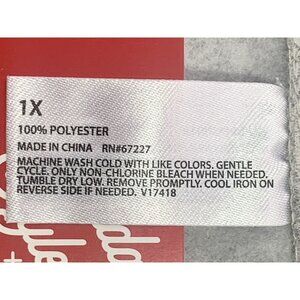 1X
100% POLYESTER
MADE IN CHINA RN#67227
MACHINE WASH COLD WITH LIKE COLORS, GENTLE
CYCLE. ONLY NON-CHLORINE BLEACH WHEN NEEDED.
TUMBLE DRY LOW. REMOVE PROMPTLY. COOL IRON ON
REVERSE SIDE IF NEEDED. V17418